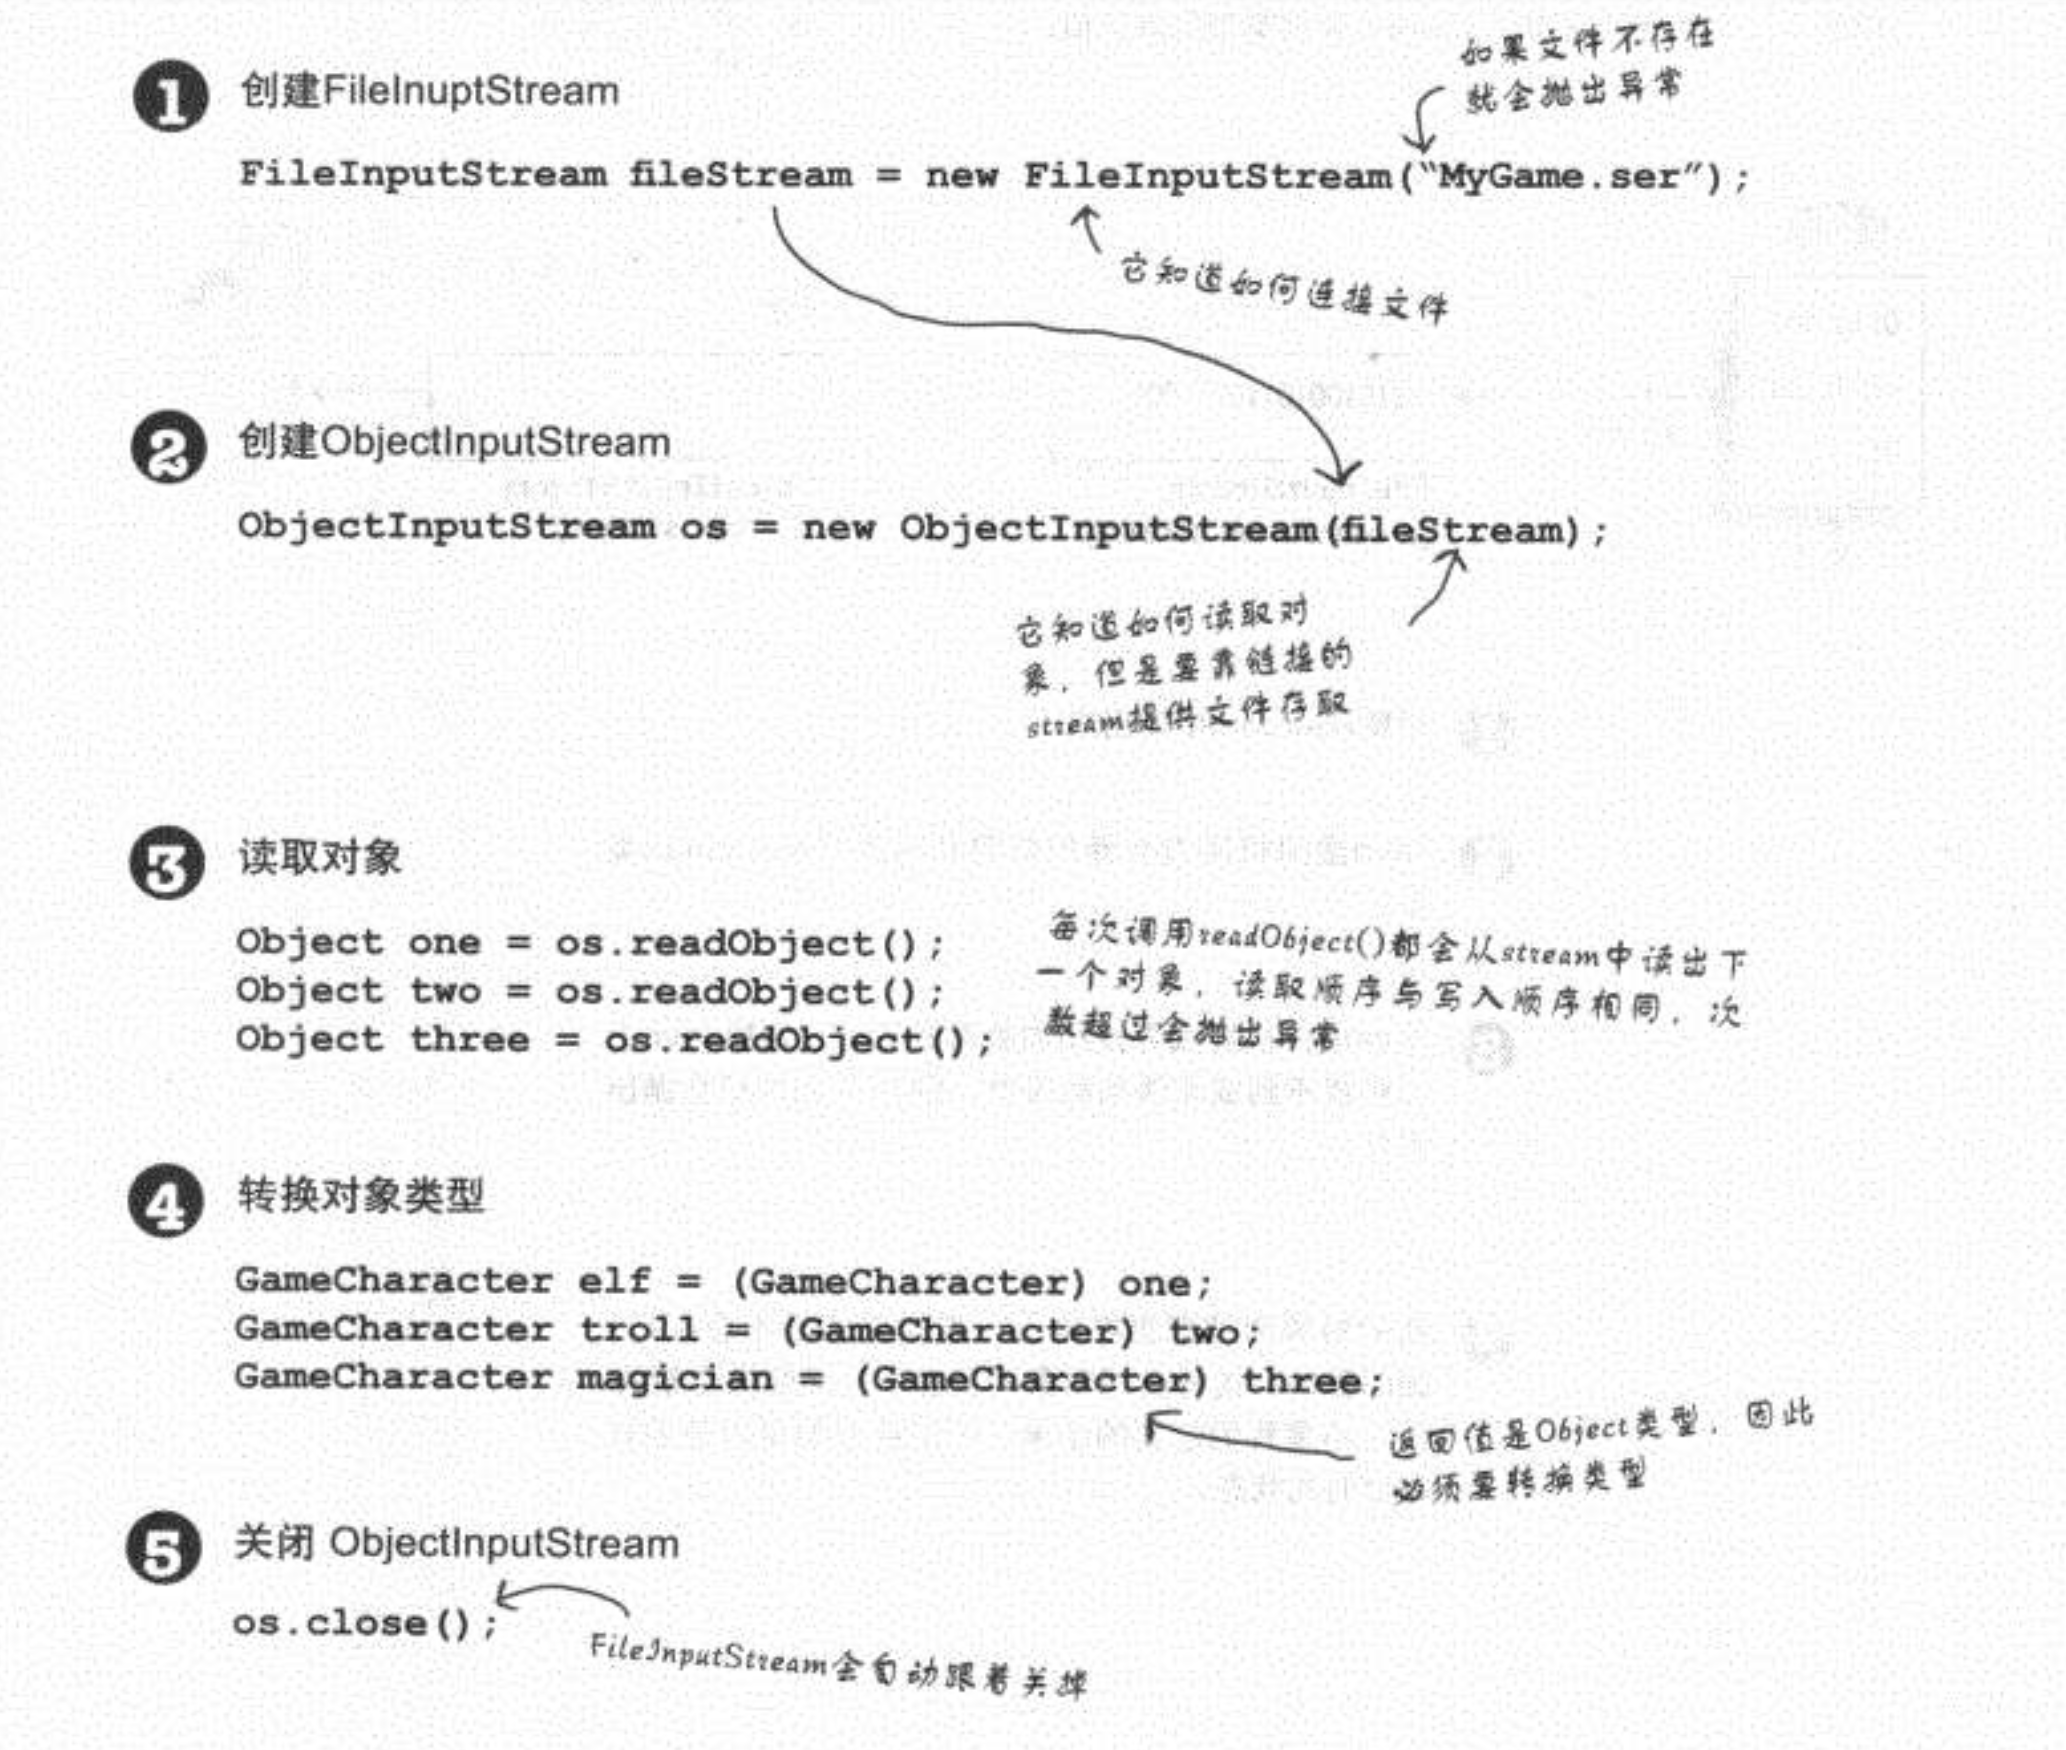 如果文件不存在
就会抛出异常
1 创建FileInuptStream
FileInputStream fileStream = new FileInputStream(“MyGame.ser”);
它知道如何连接文件
2 创建ObjectInputStream
ObjectInputStream os = new ObjectInputStream(fileStream);
它知道如何读取对
象，但是要靠链接的
stream提供文件存取
3 读取对象
Object one = os.readObject();
Object two = os.readObject();
Object three = os.readObject();
每次调用readObject()都会从stream中读出下
一个对象，读取顺序与写入顺序相同，次
数超过会抛出异常
4 转换对象类型
GameCharacter elf = (GameCharacter) one;
GameCharacter troll = (GameCharacter) two;
GameCharacter magician = (GameCharacter) three;
返回值是Object类型，因此
必须要转换类型
5 关闭 ObjectInputStream
os.close();
FileInputStream会自动跟着关掉